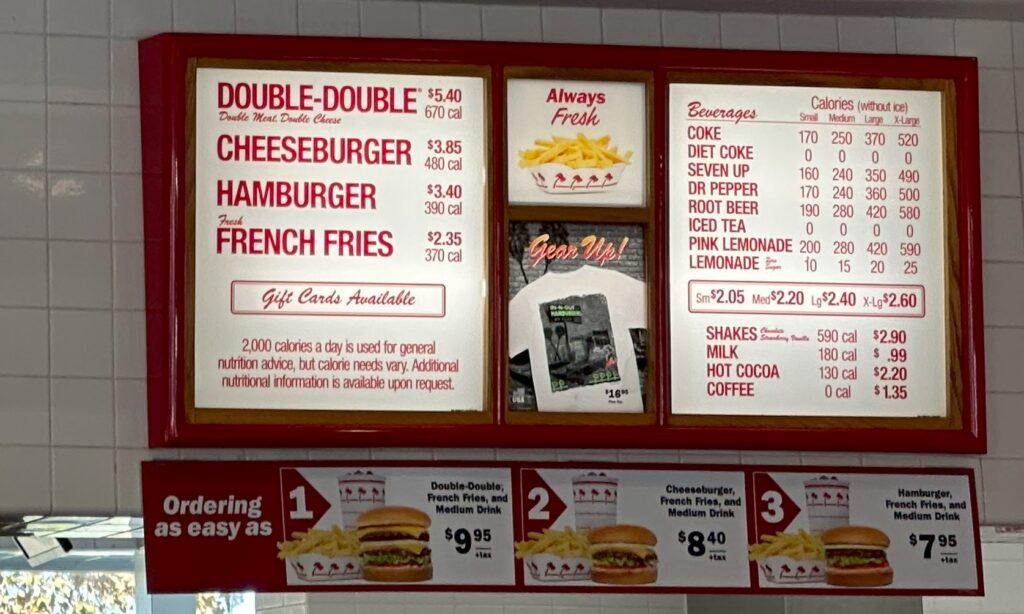 DOUBLE-DOUBLE® $5.40
Double Meat, Double Cheese 670 cal
CHEESEBURGER $3.85
480 cal
HAMBURGER $3.40
390 cal
Fresh
FRENCH FRIES $2.35
370 cal
Gift Cards Available
2,000 calories a day is used for general
nutrition advice, but calorie needs vary. Additional
nutritional information is available upon request.
Always
Fresh
Gear Up!
IN-N-OUT
HAMBURGERS
$16.95
USA
Beverages Calories (without ice)
Small Medium Large X-Large
COKE 170 250 370 520
DIET COKE 0 0 0 0
SEVEN UP 160 240 350 490
DR PEPPER 170 240 360 500
ROOT BEER 190 280 420 580
ICED TEA 0 0 0 0
PINK LEMONADE 200 280 420 590
LEMONADE Zero Sugar 10 15 20 25
Sm $2.05 Med $2.20 Lg $2.40 X-Lg $2.60
SHAKES Chocolate Strawberry Vanilla 590 cal $2.90
MILK 180 cal $ .99
HOT COCOA 130 cal $2.20
COFFEE 0 cal $1.35
Ordering
as easy as
1
Double-Double,
French Fries, and
Medium Drink
$9 95
+tax
2
Cheeseburger,
French Fries, and
Medium Drink
$8 40
+tax
3
Hamburger,
French Fries, and
Medium Drink
$7 95
+tax